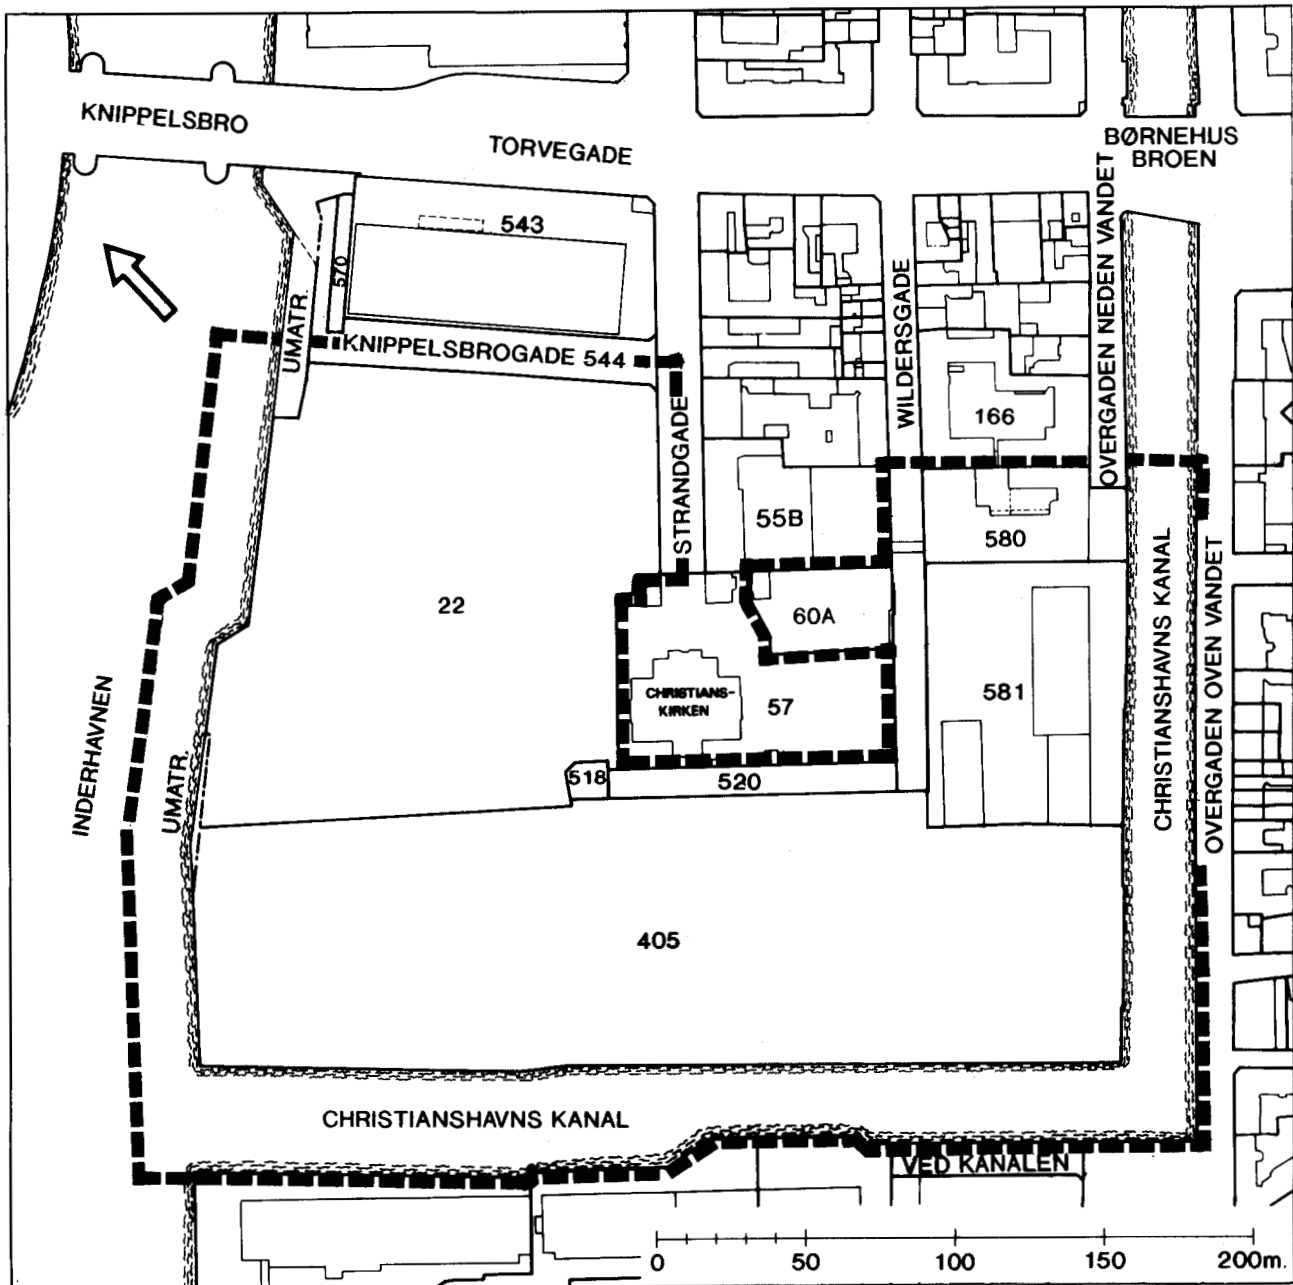 KNIPPELSBRO
TORVEGADE
BØRNEHUS
BROEN
543
570
UMATR.
KNIPPELSBROGADE 544
STRANDGADE
WILDERSGADE
OVERGADEN NEDEN VANDET
166
55B
580
22
60A
CHRISTIANS-
KIRKEN
57
581
CHRISTIANSHAVNS KANAL
OVERGADEN OVEN VANDET
INDERHAVNEN
UMATR.
518
520
405
CHRISTIANSHAVNS KANAL
VED KANALEN
0 50 100 150 200m.